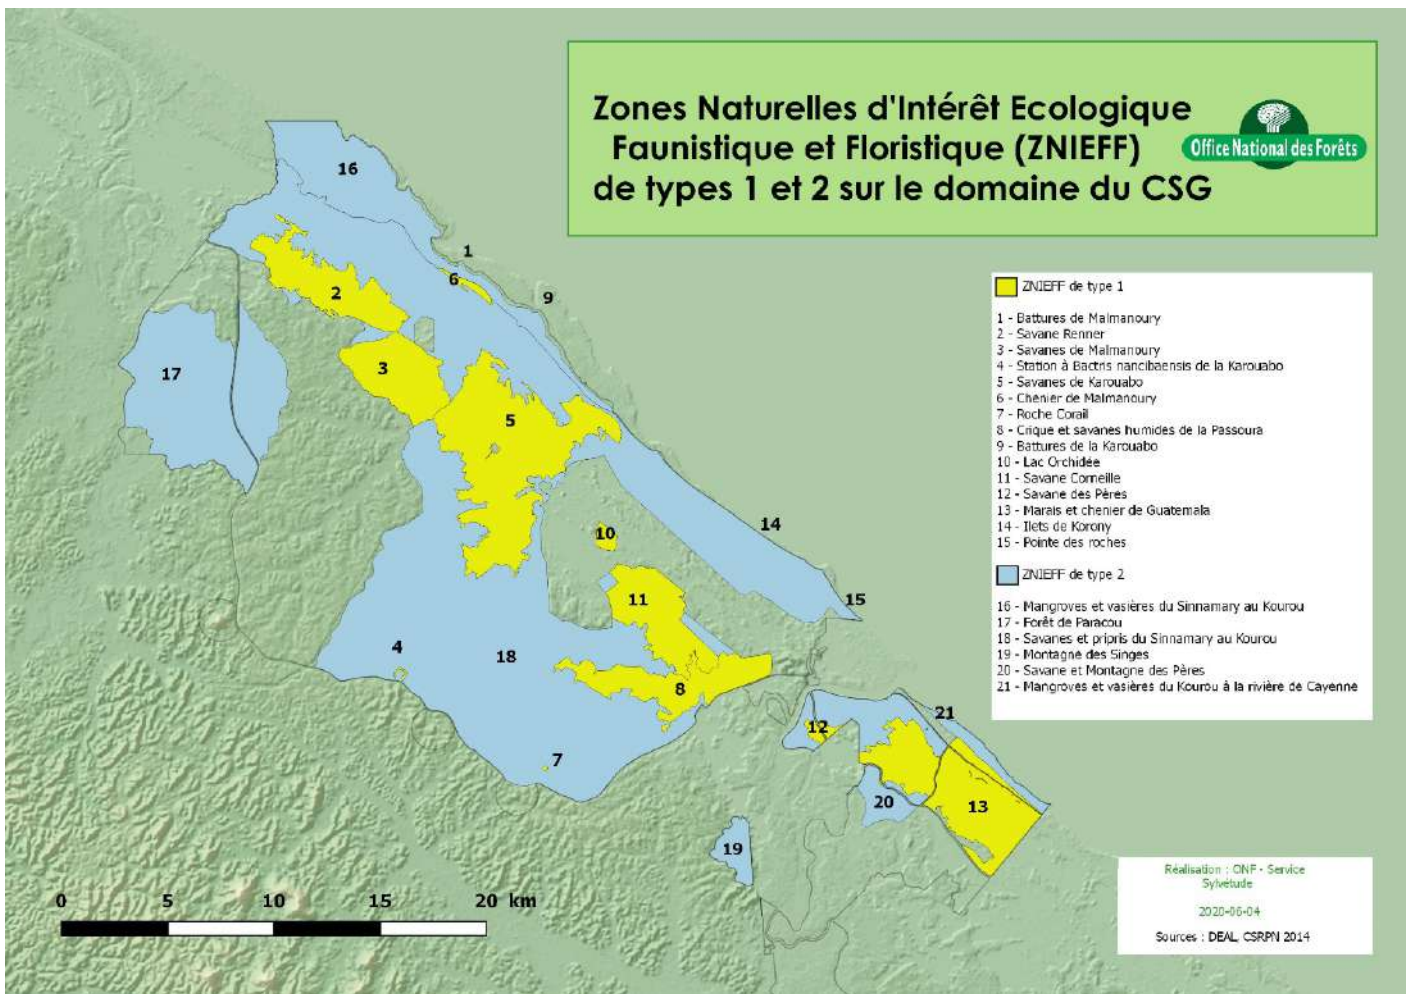 Zones Naturelles d'Intérêt Ecologique
Faunistique et Floristique (ZNIEFF)
de types 1 et 2 sur le domaine du CSG
Office National des Forêts
16
1
6
9
2
3
17
5
14
10
11
15
4
18
8
7
12
21
20
13
19
ZNIEFF de type 1
1 - Battures de Malmanoury
2 - Savane Renner
3 - Savanes de Malmanoury
4 - Station à Bactris nancibaensis de la Karouabo
5 - Savanes de Karouabo
6 - Chenier de Malmanoury
7 - Roche Corail
8 - Crique et savanes humides de la Passoura
9 - Battures de la Karouabo
10 - Lac Orchidée
11 - Savane Corneille
12 - Savane des Pères
13 - Marais et chenier de Guatemala
14 - Ilets de Korony
15 - Pointe des roches
ZNIEFF de type 2
16 - Mangroves et vasières du Sinnamary au Kourou
17 - Forêt de Paracou
18 - Savanes et pripris du Sinnamary au Kourou
19 - Montagne des Singes
20 - Savane et Montagne des Pères
21 - Mangroves et vasières du Kourou à la rivière de Cayenne
0 5 10 15 20 km
Réalisation : ONF - Service
Sylvétude
2020-06-04
Sources : DEAL, CSRPN 2014